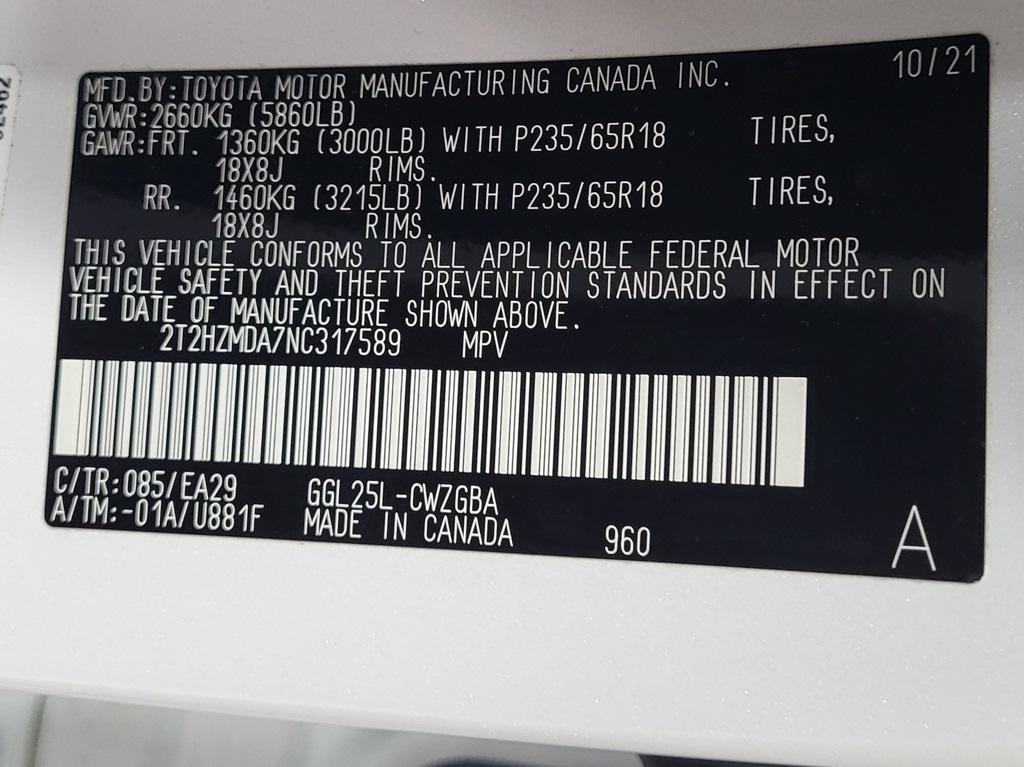 MFD. BY: TOYOTA MOTOR MANUFACTURING CANADA INC. 10/21
GVWR: 2660KG (5860LB)
GAWR: FRT. 1360KG (3000LB) WITH P235/65R18 TIRES,
18X8J RIMS.
RR. 1460KG (3215LB) WITH P235/65R18 TIRES,
18X8J RIMS.
THIS VEHICLE CONFORMS TO ALL APPLICABLE FEDERAL MOTOR
VEHICLE SAFETY AND THEFT PREVENTION STANDARDS IN EFFECT ON
THE DATE OF MANUFACTURE SHOWN ABOVE.
2T2HZMDA7NC317589 MPV
C/TR: 085/EA29 GGL25L-CWZGBA
A/TM: -01A/U881F MADE IN CANADA 960 A